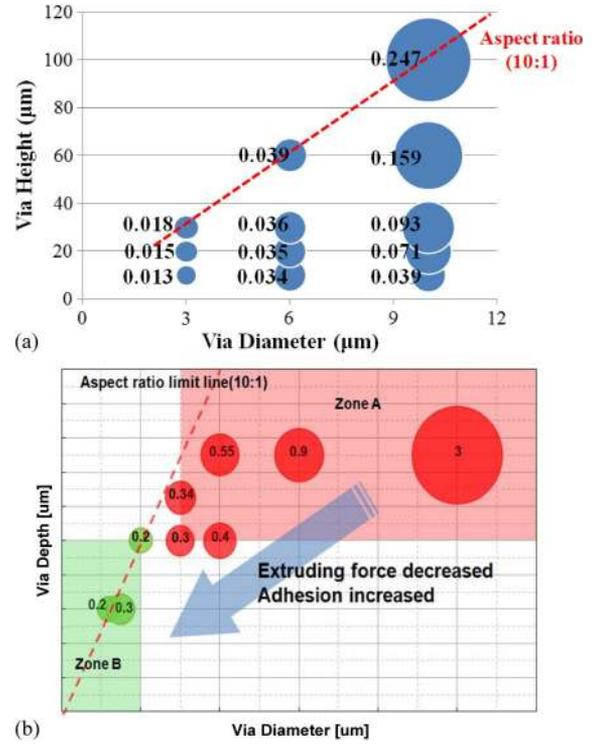 120
100
80
60
40
20
0
Via Height (µm)
0.247
0.039
0.159
0.018
0.036
0.093
0.015
0.035
0.071
0.013
0.034
0.039
Aspect ratio
(10:1)
0 3 6 9 12
(a) Via Diameter (µm)
Aspect ratio limit line(10:1)
Zone A
0.55 0.9 3
0.34
0.2 0.3 0.4
Extruding force decreased
Adhesion increased
0.2 0.3
Zone B
Via Depth [um]
(b) Via Diameter [um]